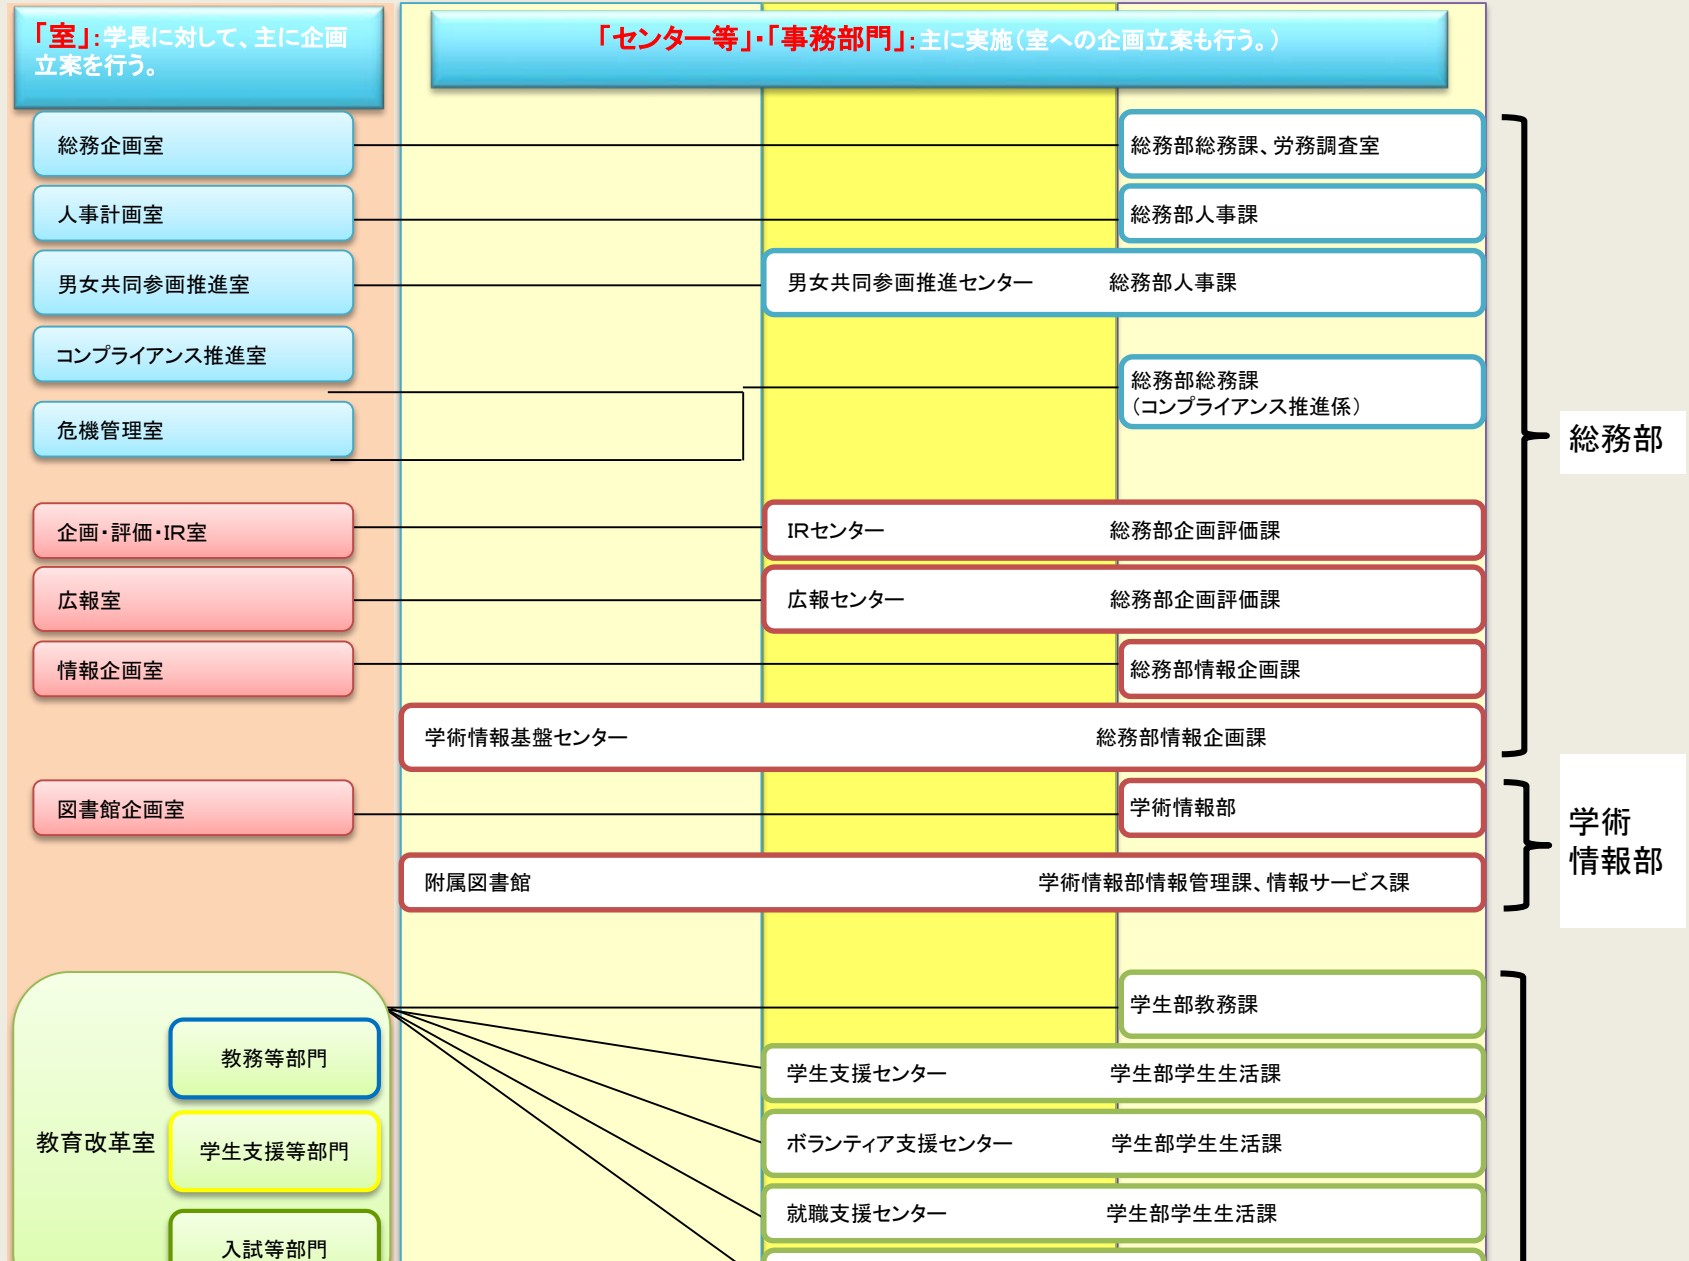 「室」：学長に対して、主に企画
立案を行う。
「センター等」・「事務部門」：主に実施（室への企画立案も行う。）
総務企画室
総務部総務課、労務調査室
人事計画室
総務部人事課
男女共同参画推進室
男女共同参画推進センター
総務部人事課
コンプライアンス推進室
総務部総務課
（コンプライアンス推進係）
危機管理室
総務部
企画・評価・IR室
IRセンター
総務部企画評価課
広報室
広報センター
総務部企画評価課
情報企画室
総務部情報企画課
学術情報基盤センター
総務部情報企画課
図書館企画室
学術情報部
学術
情報部
附属図書館
学術情報部情報管理課、情報サービス課
学生部教務課
教務等部門
学生支援センター
学生部学生生活課
教育改革室
学生支援等部門
ボランティア支援センター
学生部学生生活課
就職支援センター
学生部学生生活課
入試等部門